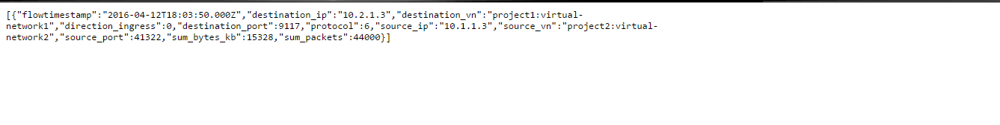 [{"flowtimestamp":"2016-04-12T18:03:50.000Z","destination_ip":"10.2.1.3","destination_vn":"project1:virtual-
network1","direction_ingress":0,"destination_port":9117,"protocol":6,"source_ip":"10.1.1.3","source_vn":"project2:virtual-
network2","source_port":41322,"sum_bytes_kb":15328,"sum_packets":44000}]